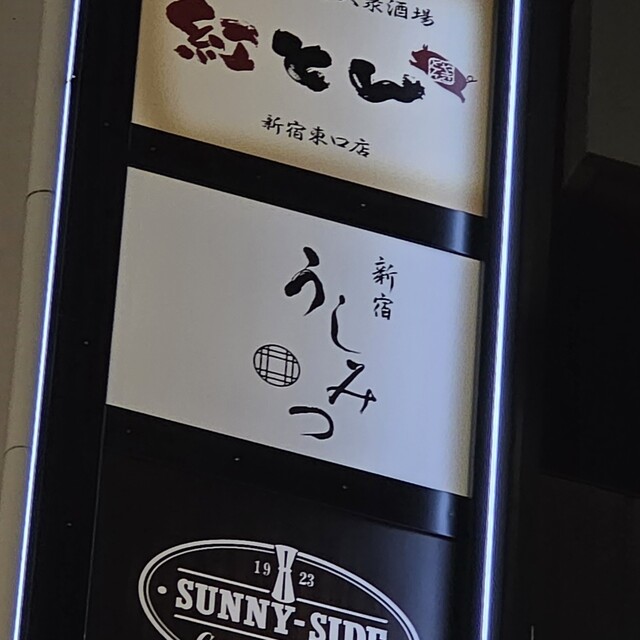 大衆酒場
紅とん
新宿東口店
新宿
うしみつ
19 23
SUNNY-SIDE